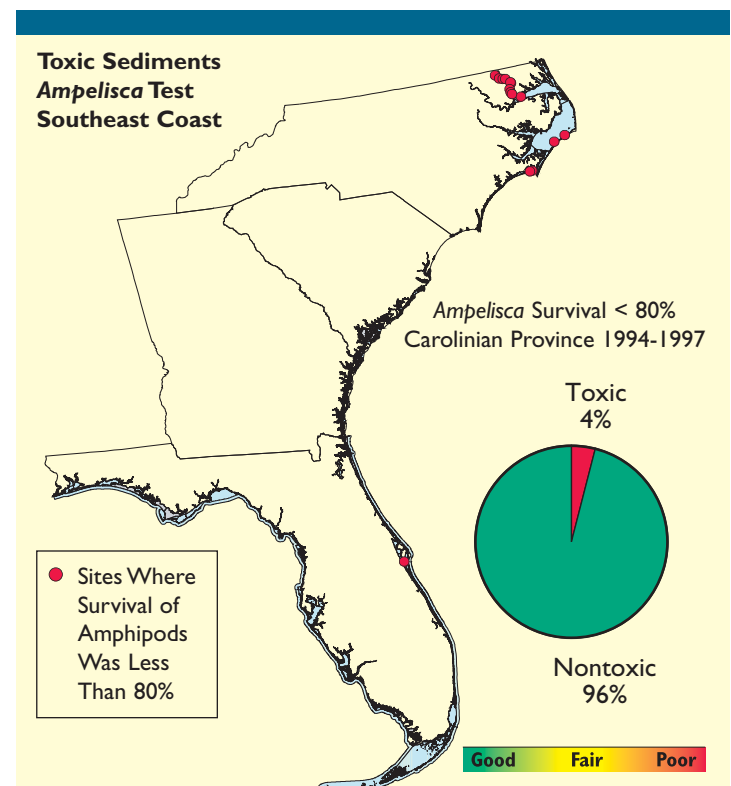 Toxic Sediments
Ampelisca Test
Southeast Coast
Ampelisca Survival < 80%
Carolinian Province 1994-1997
Toxic
4%
Nontoxic
96%
Sites Where
Survival of
Amphipods
Was Less
Than 80%
Good Fair Poor